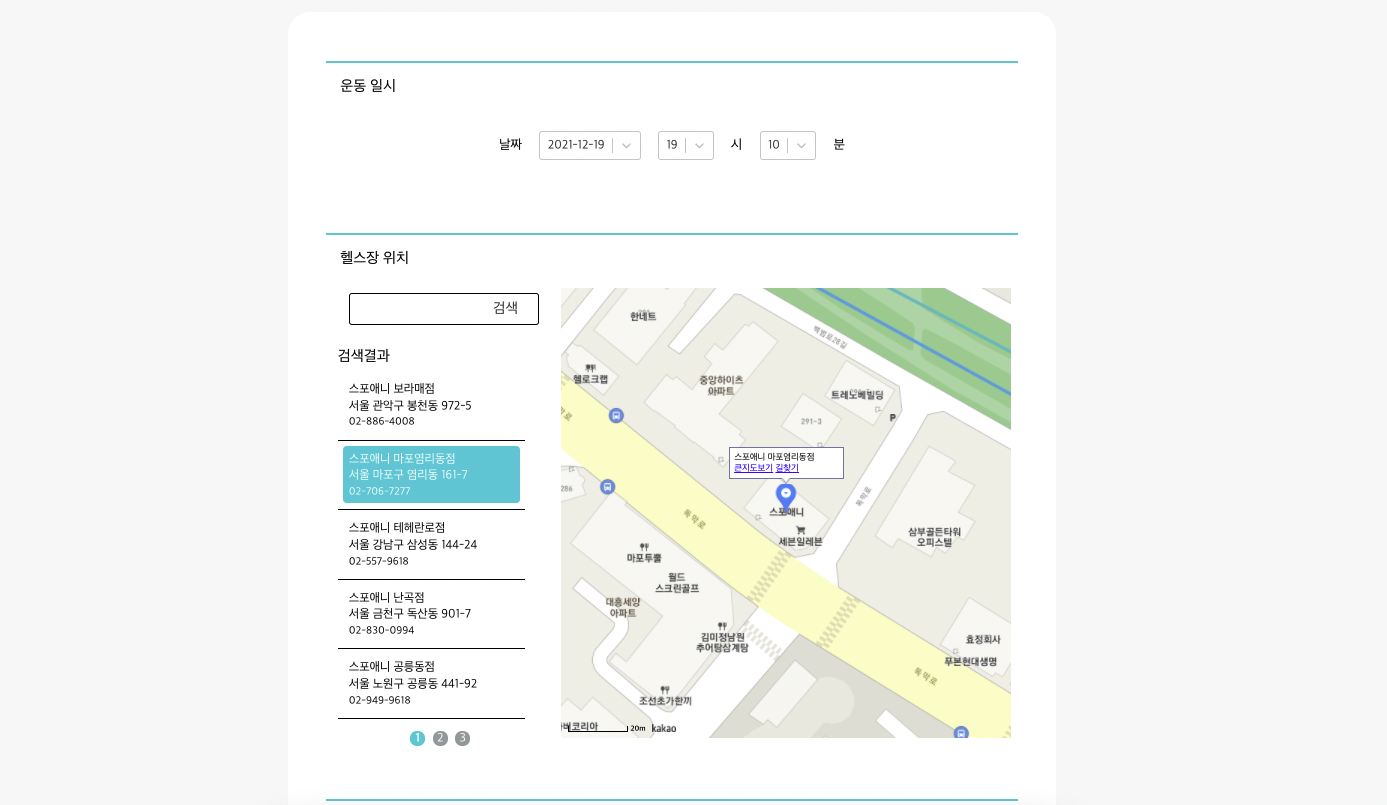 운동 일시
날짜 2021-12-19 19 시 10 분
헬스장 위치
검색
검색결과
스포애니 보라매점
서울 관악구 봉천동 972-5
02-886-4008
스포애니 마포염리동점
서울 마포구 염리동 161-7
02-706-7277
스포애니 테헤란로점
서울 강남구 삼성동 144-24
02-557-9618
스포애니 난곡점
서울 금천구 독산동 901-7
02-830-0994
스포애니 공릉동점
서울 노원구 공릉동 441-92
02-949-9618
1 2 3
한네트
백범로28길
헬로크랩
중앙하이츠
아파트
트레도베빌딩
291-3
P
스포애니 마포염리동점
큰지도보기 길찾기
286
스포애니
세븐일레븐
독막로
독막로
삼부골든타워
오피스텔
마포투뿔
월드
스크린골프
대흥세양
아파트
김미정남원
추어탕삼계탕
효정회사
푸본현대생명
독막로
조선초가한끼
바코리아
20m kakao